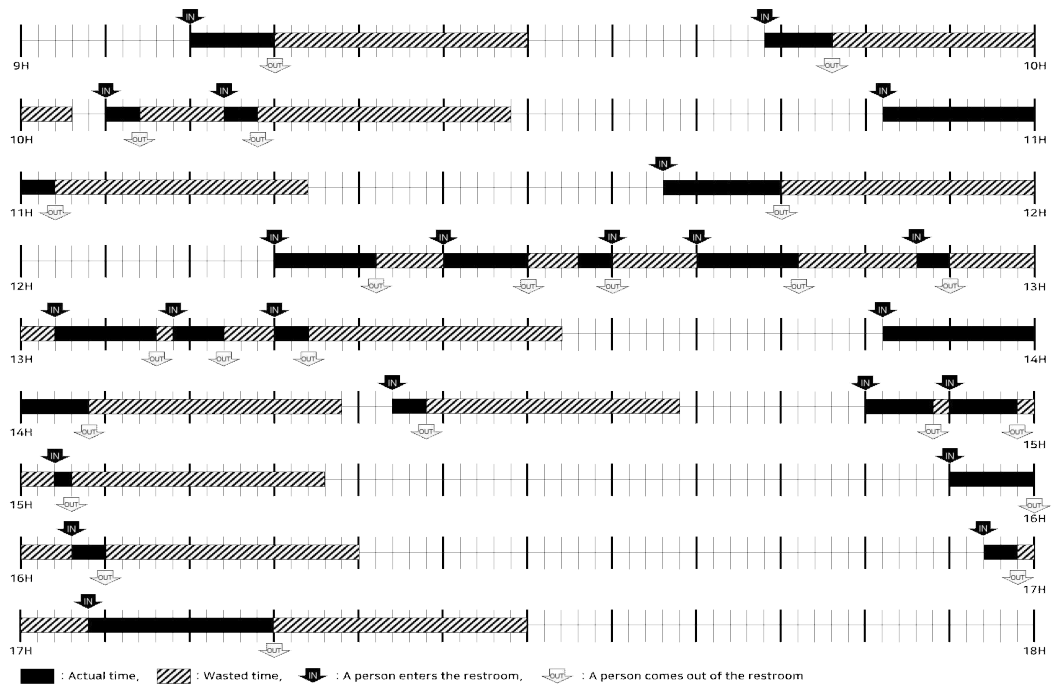 IN IN
OUT OUT
9H 10H
IN IN IN
OUT OUT
10H 11H
IN
OUT OUT
11H 12H
IN IN IN IN IN
OUT OUT OUT OUT OUT
12H 13H
IN IN IN IN
OUT OUT OUT
13H 14H
IN IN IN
OUT OUT OUT OUT
14H 15H
IN IN
OUT OUT
15H 16H
IN IN
OUT OUT
16H 17H
IN
OUT
17H 18H
: Actual time, : Wasted time, IN : A person enters the restroom, OUT : A person comes out of the restroom